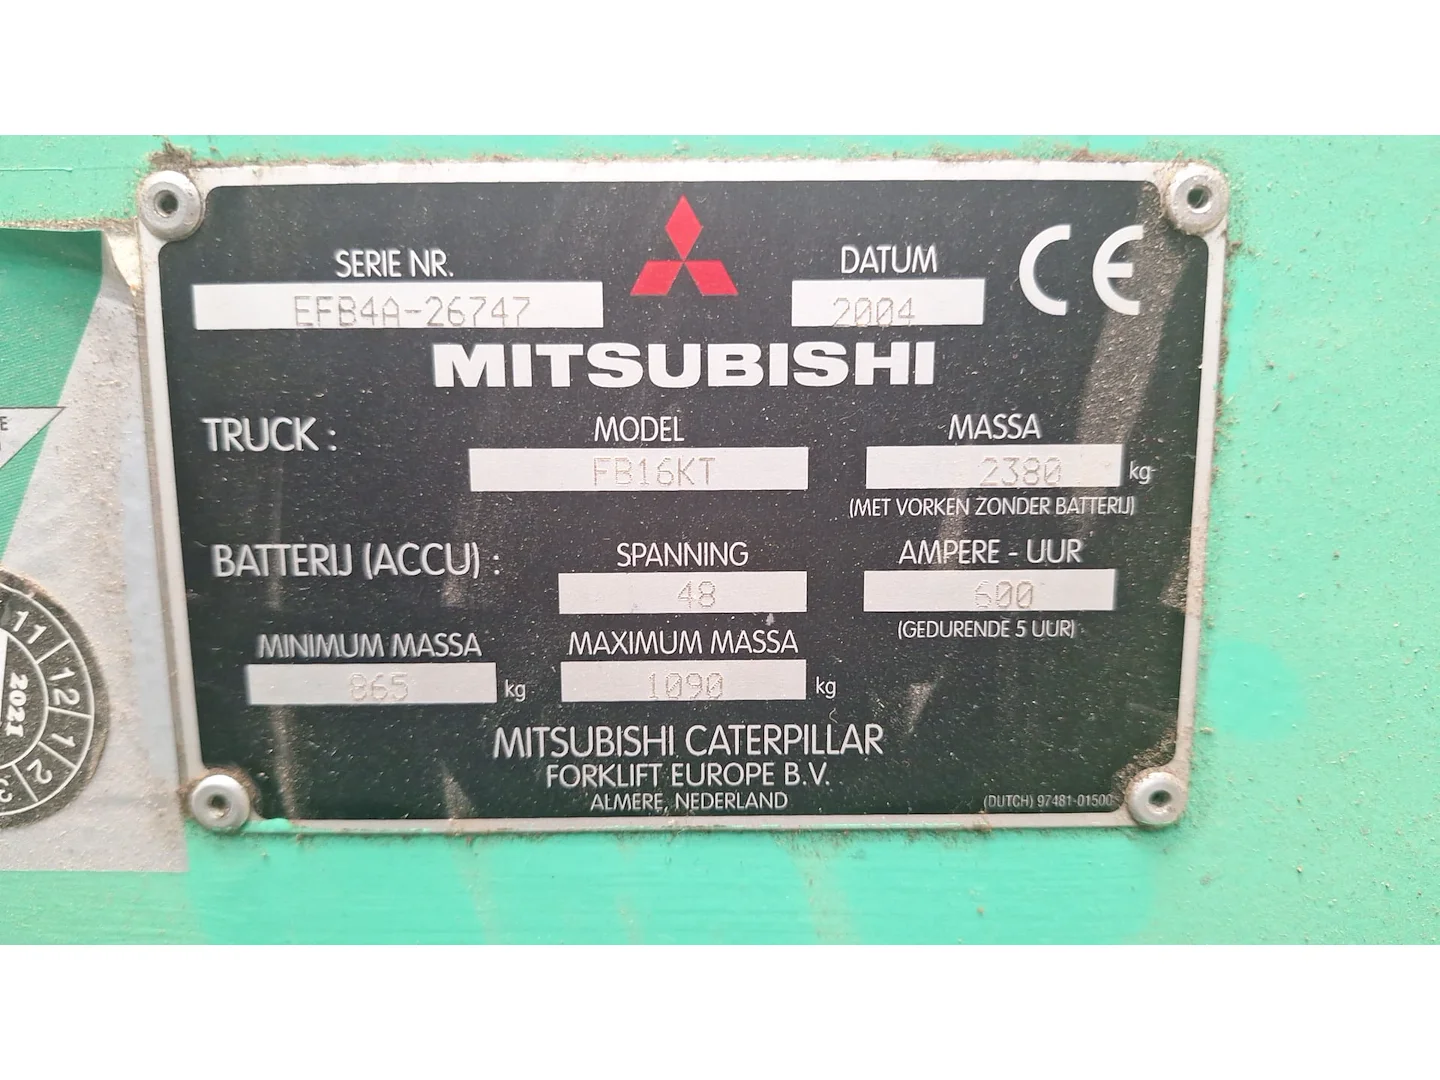 SERIE NR.
DATUM
CE
EFB4A-26747
2004
MITSUBISHI
TRUCK :
MODEL
MASSA
FB16KT
2380 kg
(MET VORKEN ZONDER BATTERIJ)
BATTERIJ (ACCU) :
SPANNING
AMPERE - UUR
48
600
(GEDURENDE 5 UUR)
MINIMUM MASSA
MAXIMUM MASSA
865 kg
1090 kg
MITSUBISHI CATERPILLAR
FORKLIFT EUROPE B.V.
ALMERE, NEDERLAND
(DUTCH) 97481-01500
11
12
1
2
2021